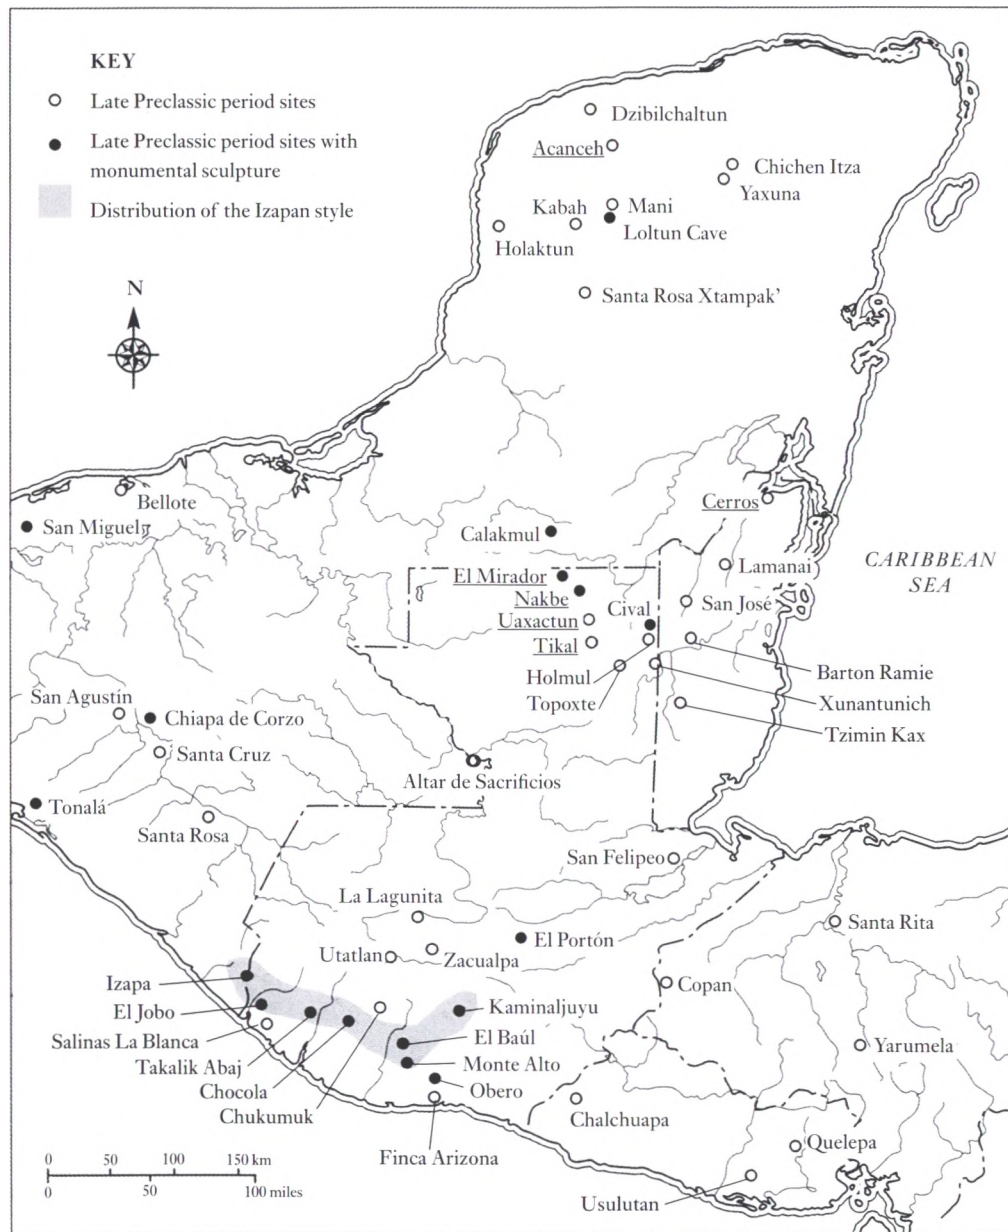 KEY
Late Preclassic period sites
Late Preclassic period sites with
monumental sculpture
Distribution of the Izapan style
N
Dzibilchaltun
Acanceh
Chichen Itza
Yaxuna
Kabah
Mani
Loltun Cave
Holaktun
Santa Rosa Xtampak’
Bellote
San Miguel
Calakmul
Cerros
El Mirador
Lamanai
CARIBBEAN
SEA
Nakbe
San José
Uaxactun
Cival
Tikal
Holmul
Topoxte
Barton Ramie
Xunantunich
Tzimin Kax
San Agustín
Chiapa de Corzo
Santa Cruz
Altar de Sacrificios
Tonalá
Santa Rosa
San Felipeo
La Lagunita
Santa Rita
El Portón
Utatlan
Zacualpa
Izapa
Copan
El Jobo
Kaminaljuyu
Salinas La Blanca
El Baúl
Takalik Abaj
Monte Alto
Yarumela
Chocola
Obero
Chukumuk
Chalchuapa
Finca Arizona
Quelepa
Usulutan
0 50 100 150 km
0 50 100 miles